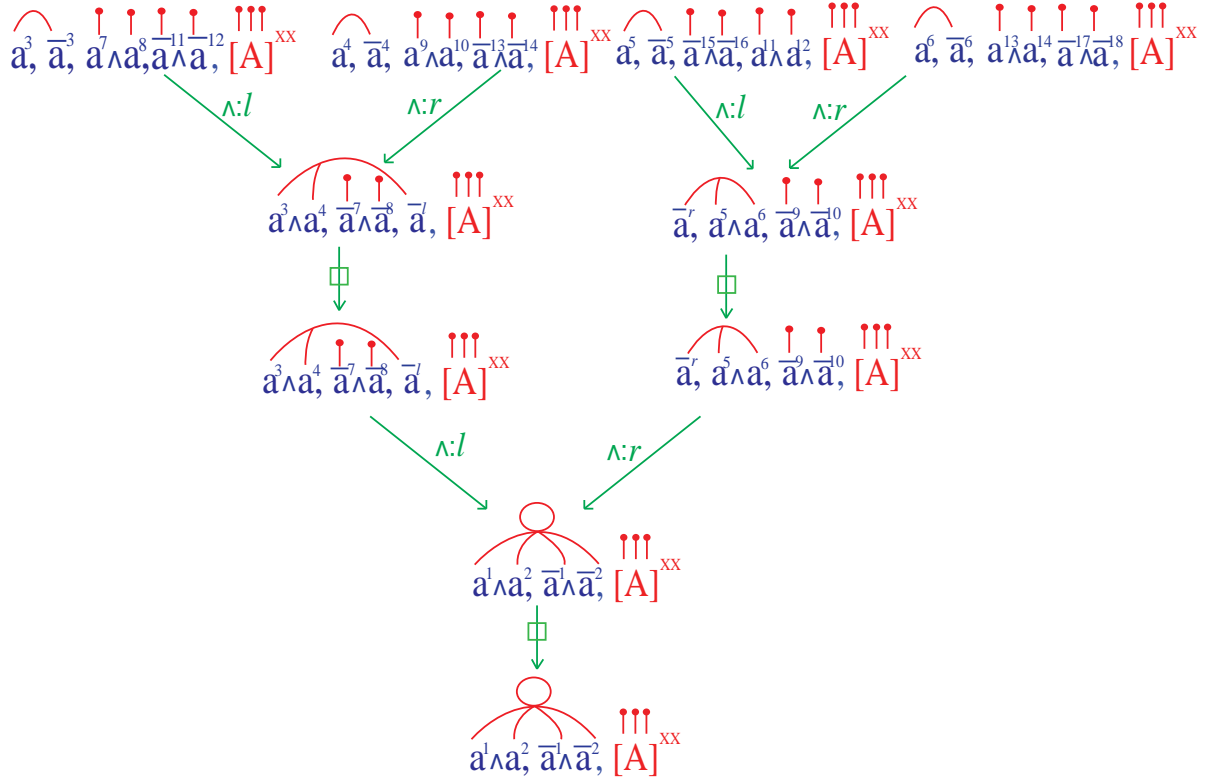 a³, a̅³, a⁷∧a⁸, a̅¹¹∧a̅¹², [A]ˣˣ a⁴, a̅⁴, a⁹∧a¹⁰, a̅¹³∧a̅¹⁴, [A]ˣˣ a⁵, a̅⁵, a̅¹⁵∧a̅¹⁶, a¹¹∧a¹², [A]ˣˣ a⁶, a̅⁶, a¹³∧a¹⁴, a̅¹⁷∧a̅¹⁸, [A]ˣˣ
∧:l ∧:r ∧:l ∧:r
a³∧a⁴, a̅⁷∧a̅⁸, a̅ˡ, [A]ˣˣ a̅ʳ, a⁵∧a⁶, a̅⁹∧a̅¹⁰, [A]ˣˣ
a³∧a⁴, a̅⁷∧a̅⁸, a̅ˡ, [A]ˣˣ a̅ʳ, a⁵∧a⁶, a̅⁹∧a̅¹⁰, [A]ˣˣ
∧:l ∧:r
a¹∧a², a̅¹∧a̅², [A]ˣˣ
a¹∧a², a̅¹∧a̅², [A]ˣˣ